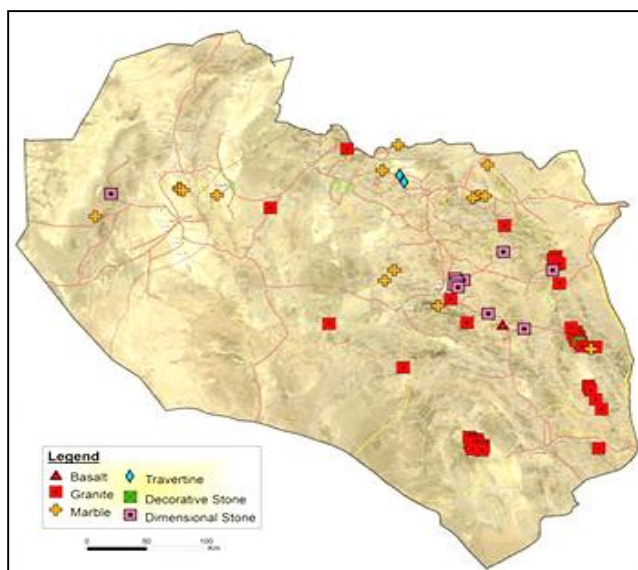 Legend
Basalt
Granite
Marble
Travertine
Decorative Stone
Dimensional Stone
0 50 100
Km